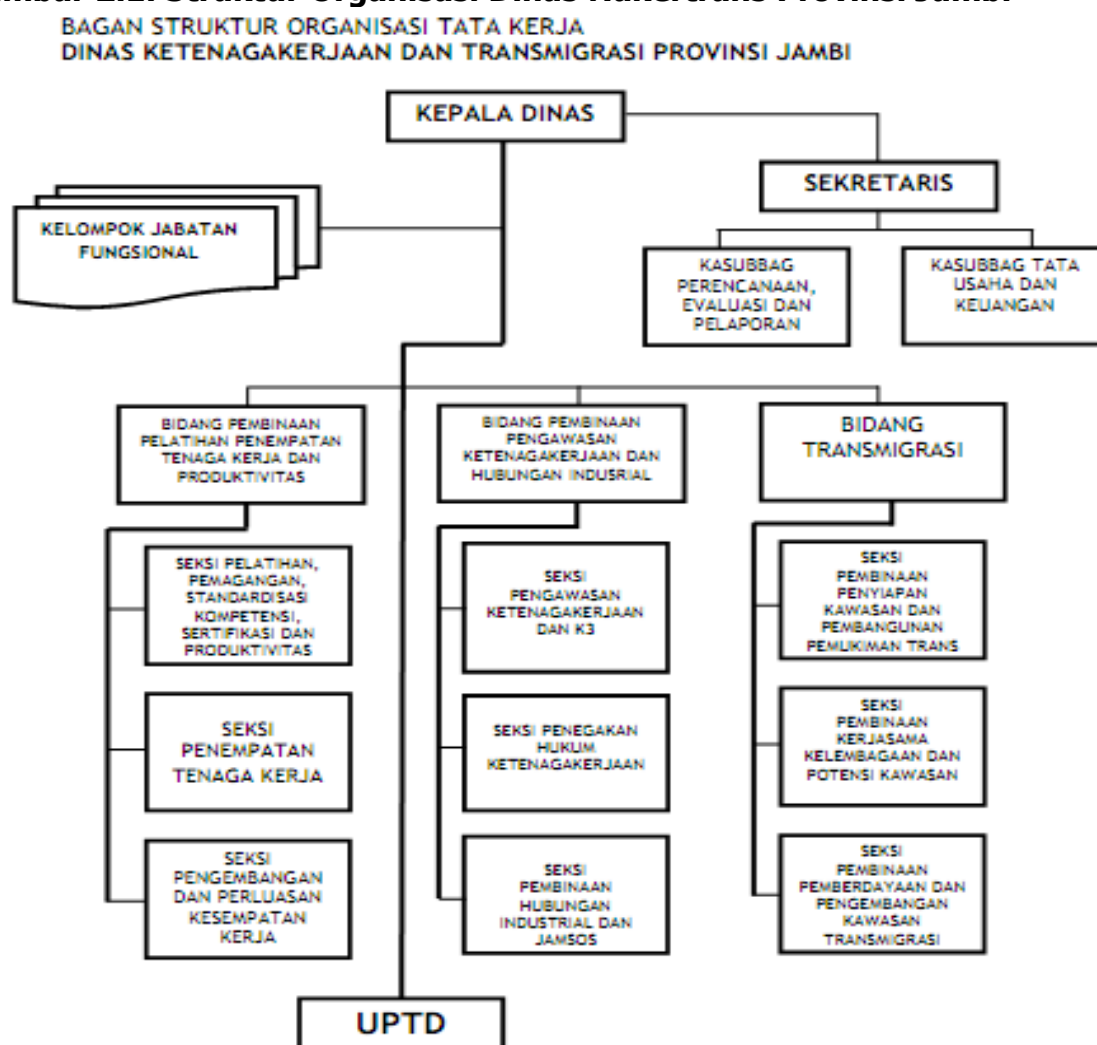 BAGAN STRUKTUR ORGANISASI TATA KERJA
DINAS KETENAGAKERJAAN DAN TRANSMIGRASI PROVINSI JAMBI
KEPALA DINAS
SEKRETARIS
KELOMPOK JABATAN
FUNGSIONAL
KASUBBAG
PERENCANAAN,
EVALUASI DAN
PELAPORAN
KASUBBAG TATA
USAHA DAN
KEUANGAN
BIDANG PEMBINAAN
PELATIHAN PENEMPATAN
TENAGA KERJA DAN
PRODUKTIVITAS
BIDANG PEMBINAAN
PENGAWASAN
KETENAGAKERJAAN DAN
HUBUNGAN INDUSRIAL
BIDANG
TRANSMIGRASI
SEKSI PELATIHAN,
PEMAGANGAN,
STANDARDISASI
KOMPETENSI,
SERTIFIKASI DAN
PRODUKTIVITAS
SEKSI
PENGAWASAN
KETENAGAKERJAAN
DAN K3
SEKSI
PEMBINAAN
PENYIAPAN
KAWASAN DAN
PEMBANGUNAN
PEMUKIMAN TRANS
SEKSI
PENEMPATAN
TENAGA KERJA
SEKSI PENEGAKAN
HUKUM
KETENAGAKERJAAN
SEKSI
PEMBINAAN
KERJASAMA
KELEMBAGAAN DAN
POTENSI KAWASAN
SEKSI
PENGEMBANGAN
DAN PERLUASAN
KESEMPATAN
KERJA
SEKSI
PEMBINAAN
HUBUNGAN
INDUSTRIAL DAN
JAMSOS
SEKSI
PEMBINAAN
PEMBERDAYAAN DAN
PENGEMBANGAN
KAWASAN
TRANSMIGRASI
UPTD